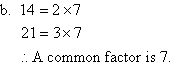 b. 14 = 2×7
21 = 3×7
∴ A common factor is 7.